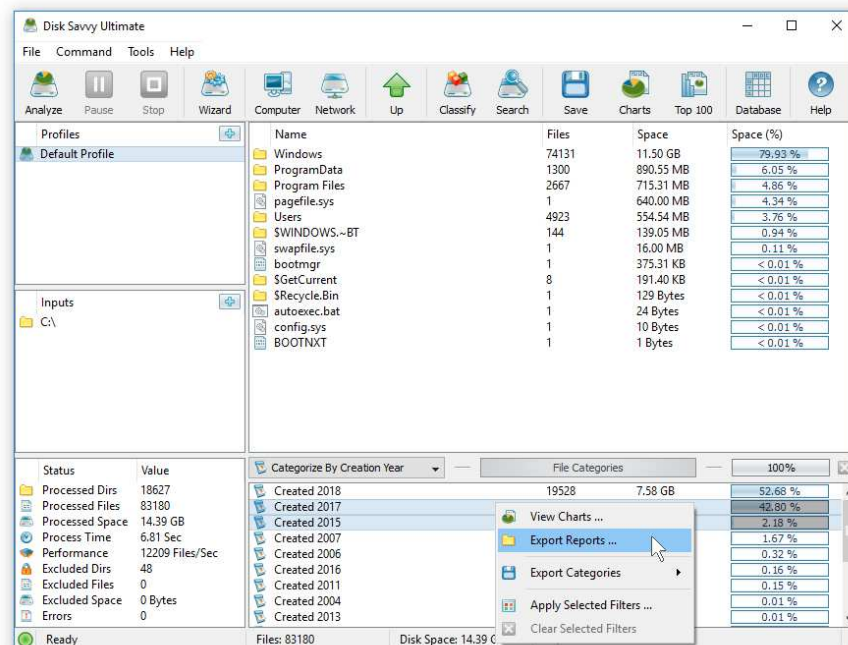 Disk Savvy Ultimate
File Command Tools Help
Analyze Pause Stop Wizard Computer Network Up Classify Search Save Charts Top 100 Database Help
Profiles
Default Profile
Inputs
C:\
Name Files Space Space (%)
Windows 74131 11.50 GB 79.93 %
ProgramData 1300 890.55 MB 6.05 %
Program Files 2667 715.31 MB 4.86 %
pagefile.sys 1 640.00 MB 4.34 %
Users 4923 554.54 MB 3.76 %
$WINDOWS.~BT 144 139.05 MB 0.94 %
swapfile.sys 1 16.00 MB 0.11 %
bootmgr 1 375.31 KB < 0.01 %
$GetCurrent 8 191.40 KB < 0.01 %
$Recycle.Bin 1 129 Bytes < 0.01 %
autoexec.bat 1 24 Bytes < 0.01 %
config.sys 1 10 Bytes < 0.01 %
BOOTNXT 1 1 Bytes < 0.01 %
Status Value
Processed Dirs 18627
Processed Files 83180
Processed Space 14.39 GB
Process Time 6.81 Sec
Performance 12209 Files/Sec
Excluded Dirs 48
Excluded Files 0
Excluded Space 0 Bytes
Errors 0
Categorize By Creation Year File Categories 100%
Created 2018 19528 7.58 GB 52.68 %
Created 2017 42.80 %
Created 2015 2.18 %
Created 2007 1.67 %
Created 2006 0.32 %
Created 2016 0.16 %
Created 2011 0.15 %
Created 2004 0.01 %
Created 2013 0.01 %
View Charts ...
Export Reports ...
Export Categories
Apply Selected Filters ...
Clear Selected Filters
Ready Files: 83180 Disk Space: 14.39